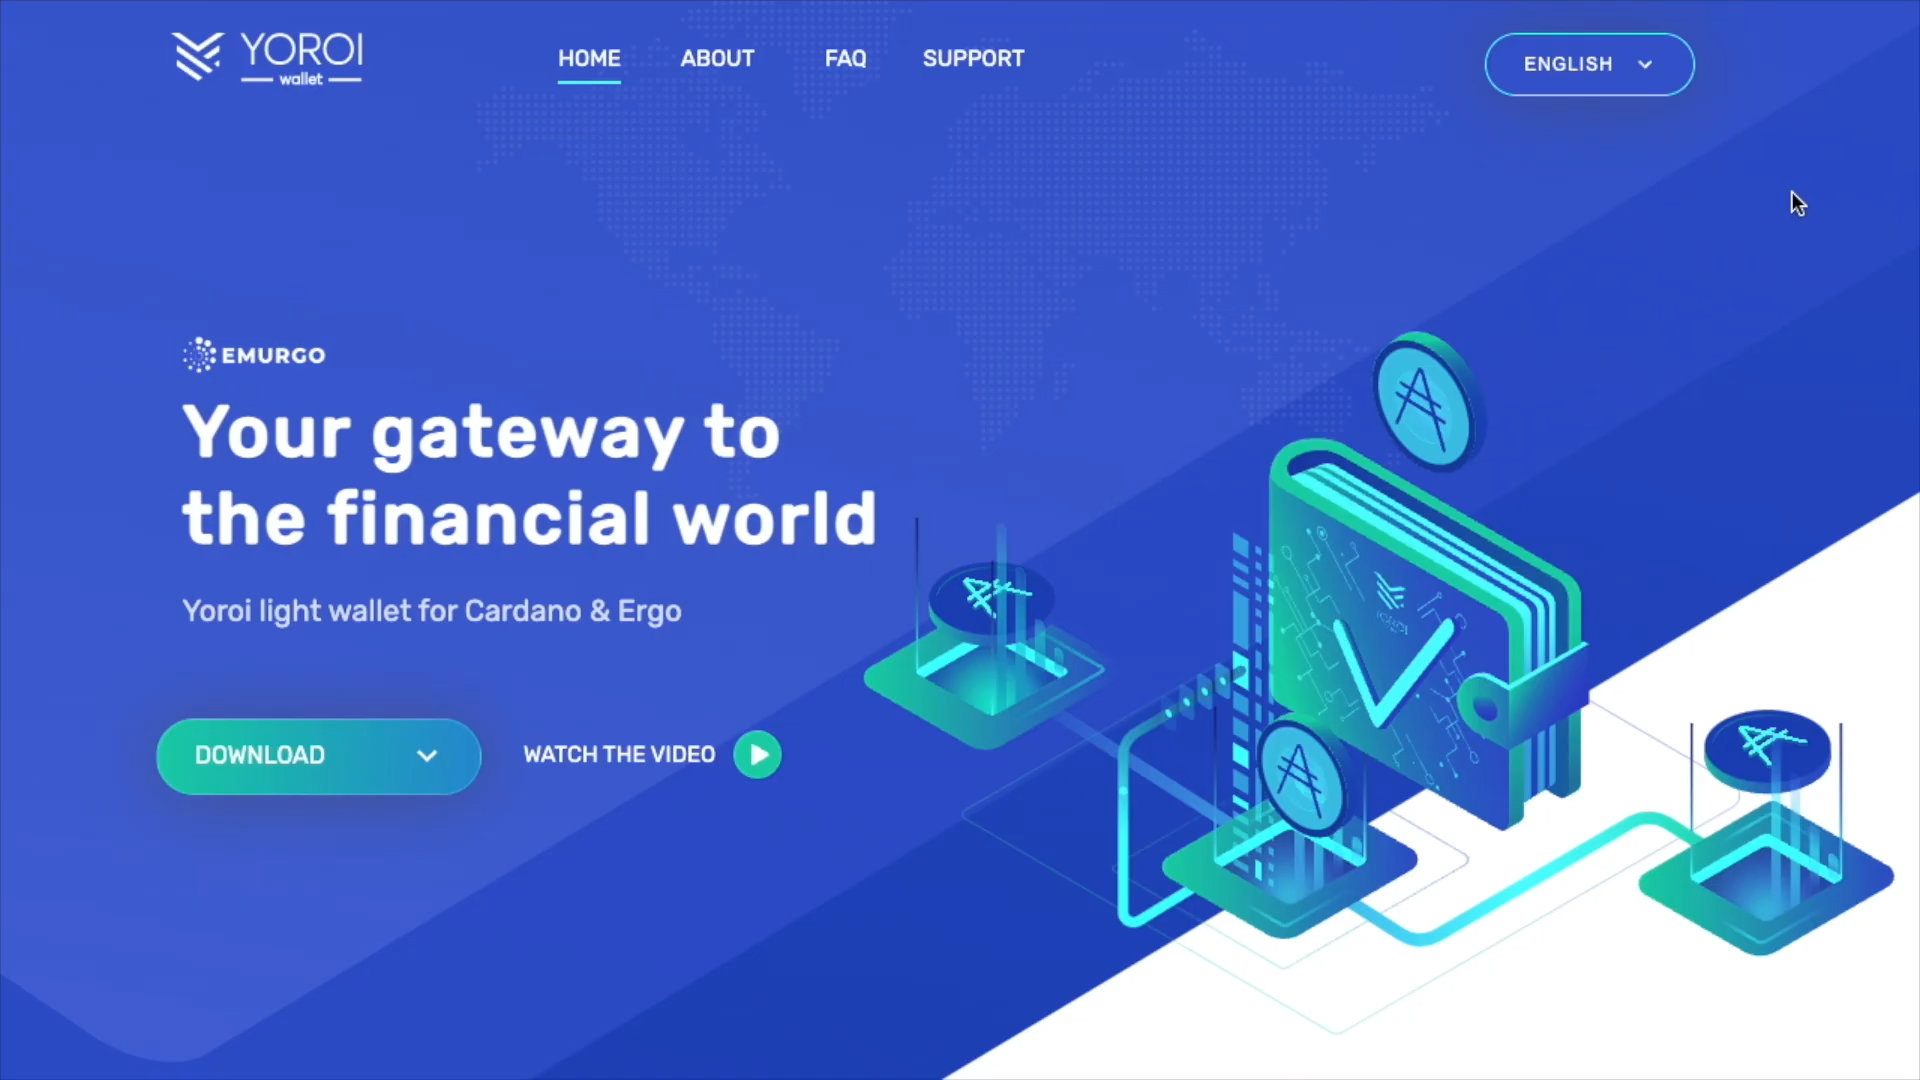 YOROI
wallet
HOME
ABOUT
FAQ
SUPPORT
ENGLISH
EMURGO
Your gateway to
the financial world
Yoroi light wallet for Cardano & Ergo
DOWNLOAD
WATCH THE VIDEO